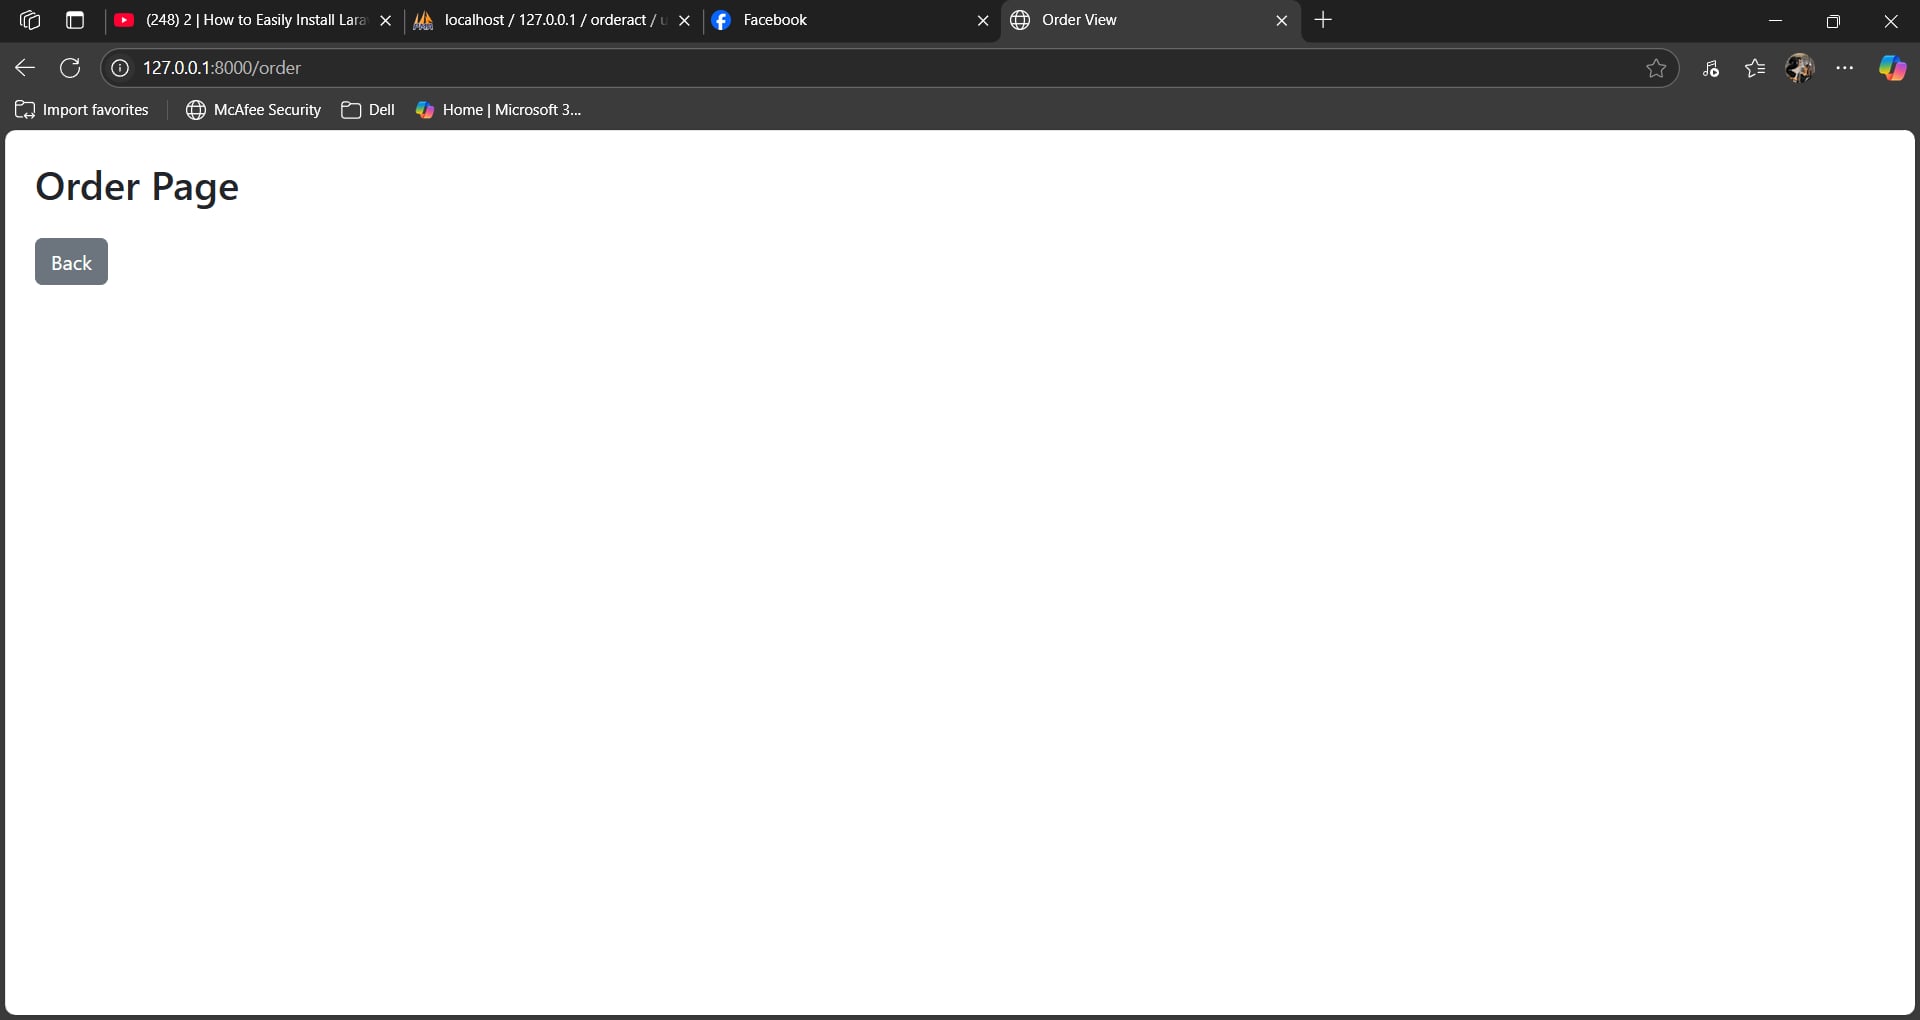 (248) 2 | How to Easily Install Lara
localhost / 127.0.0.1 / orderact / u
Facebook
Order View
127.0.0.1:8000/order
Import favorites
McAfee Security
Dell
Home | Microsoft 3...
Order Page
Back